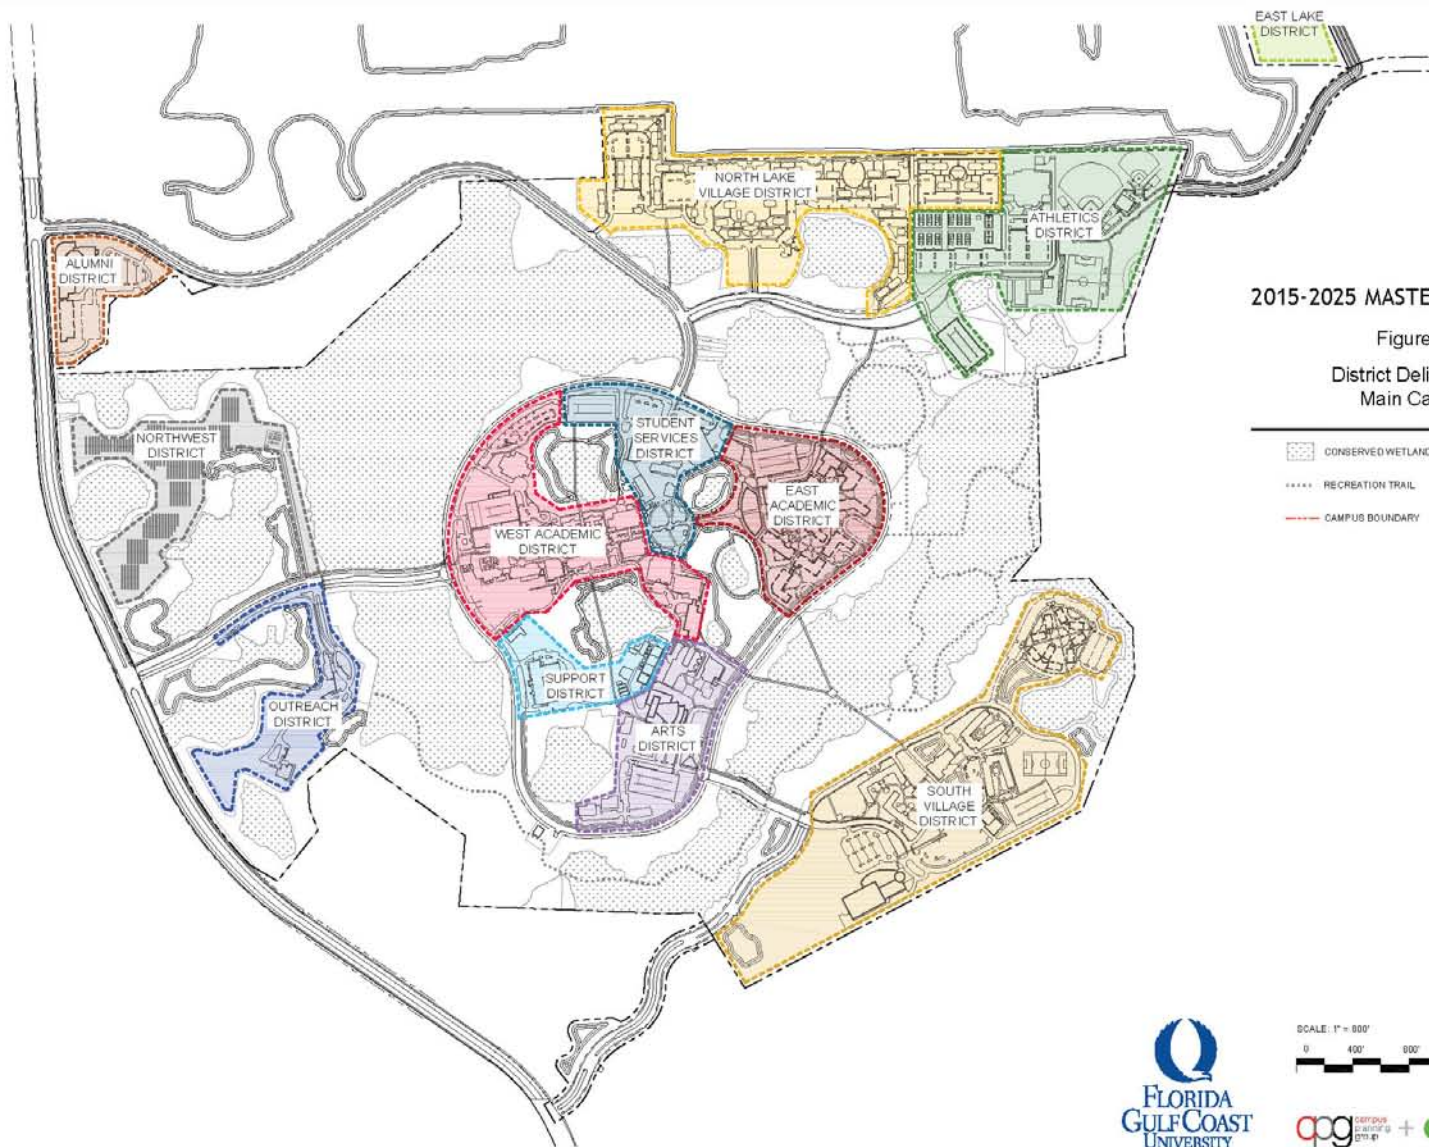 EAST LAKE
DISTRICT
NORTH LAKE
VILLAGE DISTRICT
ATHLETICS
DISTRICT
ALUMNI
DISTRICT
2015-2025 MASTE
Figure
District Deli
Main Ca
STUDENT
SERVICES
DISTRICT
NORTHWEST
DISTRICT
CONSERVED WETLAND
RECREATION TRAIL
CAMPUS BOUNDARY
EAST
ACADEMIC
DISTRICT
WEST ACADEMIC
DISTRICT
SUPPORT
DISTRICT
OUTREACH
DISTRICT
ARTS
DISTRICT
SOUTH
VILLAGE
DISTRICT
SCALE: 1" = 800'
0 400' 800'
FLORIDA
GULF COAST
UNIVERSITY
cpg campus
planning
group +